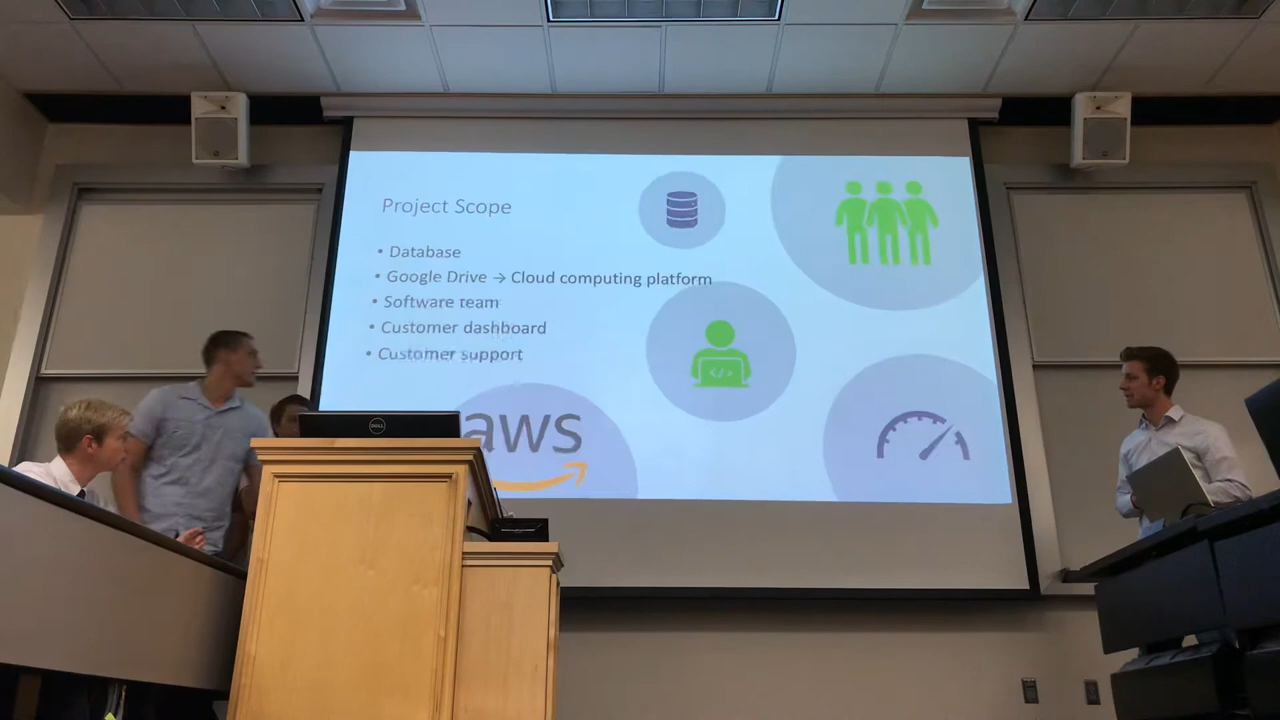 Project Scope
• Database
• Google Drive → Cloud computing platform
• Software team
• Customer dashboard
• Customer support
</>
aws
DELL